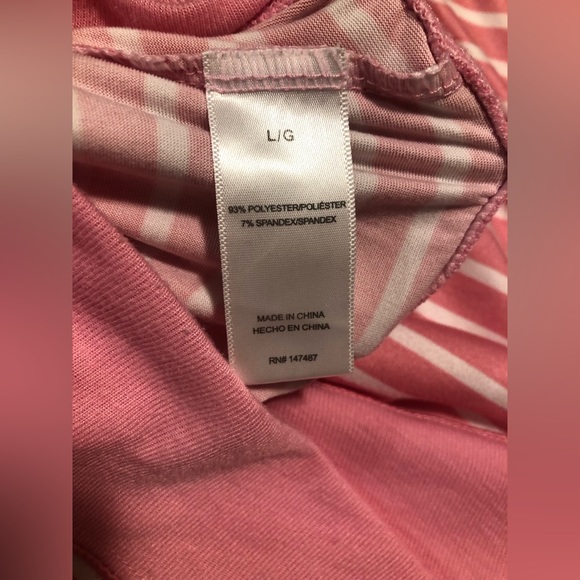 L/G
93% POLYESTER/POLIÉSTER
7% SPANDEX/SPANDEX
MADE IN CHINA
HECHO EN CHINA
RN# 147487